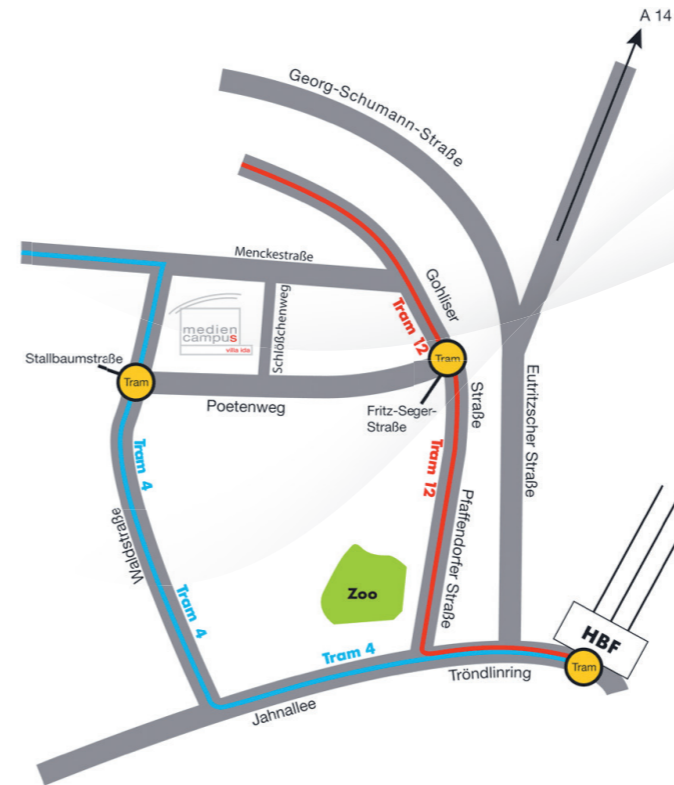 A 14
Georg-Schumann-Straße
Menckestraße
Gohliser
Straße
Tram 12
medien
campus
villa ida
Schlößchenweg
Stallbaumstraße
Tram
Tram
Poetenweg
Fritz-Seger-
Straße
Eutritzscher Straße
Tram 4
Tram 12
Waldstraße
Pfaffendorfer Straße
Zoo
Tram 4
Tram 4
HBF
Tram
Tröndlinring
Jahnallee